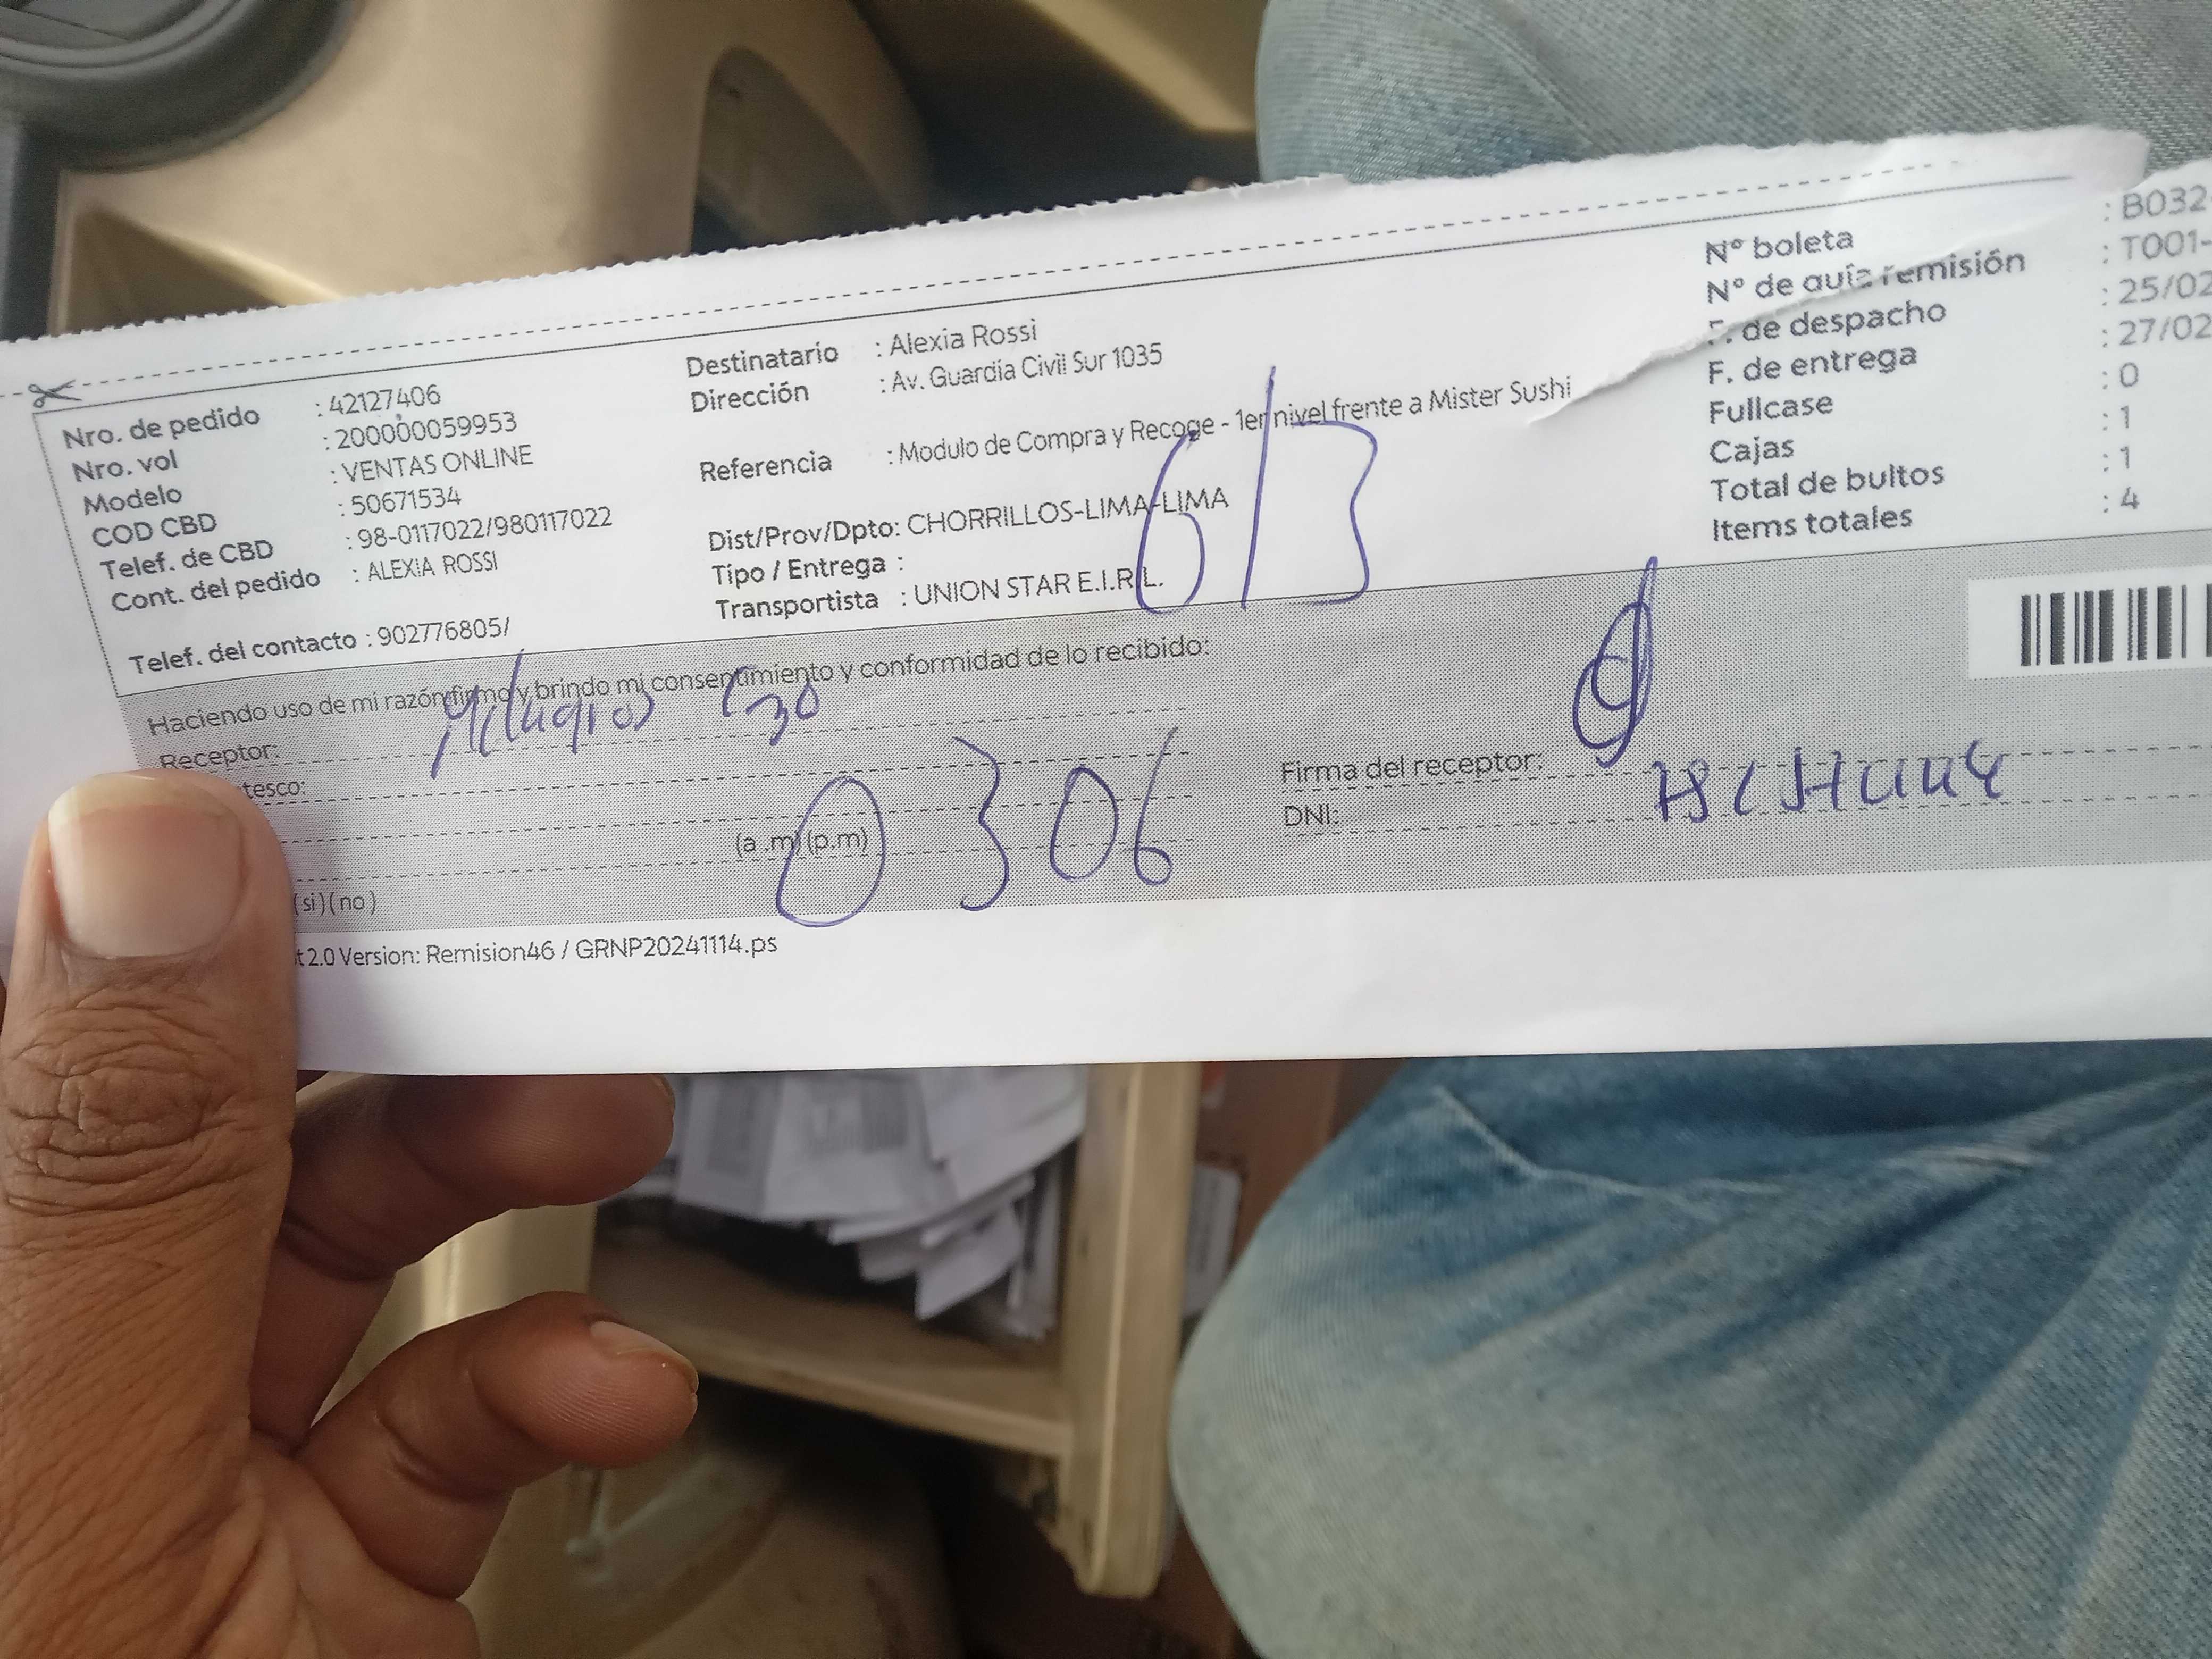 Nro. de pedido : 42127406
Nro. vol : 200000059953
Modelo : VENTAS ONLINE
COD CBD : 50671534
Telef. de CBD : 98-0117022/980117022
Cont. del pedido : ALEXIA ROSSI
Telef. del contacto : 902776805/
Destinatario : Alexia Rossi
Dirección : Av. Guardia Civil Sur 1035
Referencia : Modulo de Compra y Recoge - 1er nivel frente a Mister Sushi
Dist/Prov/Dpto: CHORRILLOS-LIMA-LIMA
Tipo / Entrega :
Transportista : UNION STAR E.I.R.L.
N° boleta : B032-
N° de guia remisión : T001-
F. de despacho : 25/02
F. de entrega : 27/02
Fullcase : 0
Cajas : 1
Total de bultos : 1
Items totales : 4
6/3
Haciendo uso de mi razón firmo y brindo mi consentimiento y conformidad de lo recibido:
Receptor: Milagros
tesco:
(a .m) (p.m)
0306
(si) (no)
Firma del receptor:
DNI:
t 2.0 Version: Remision46 / GRNP20241114.ps